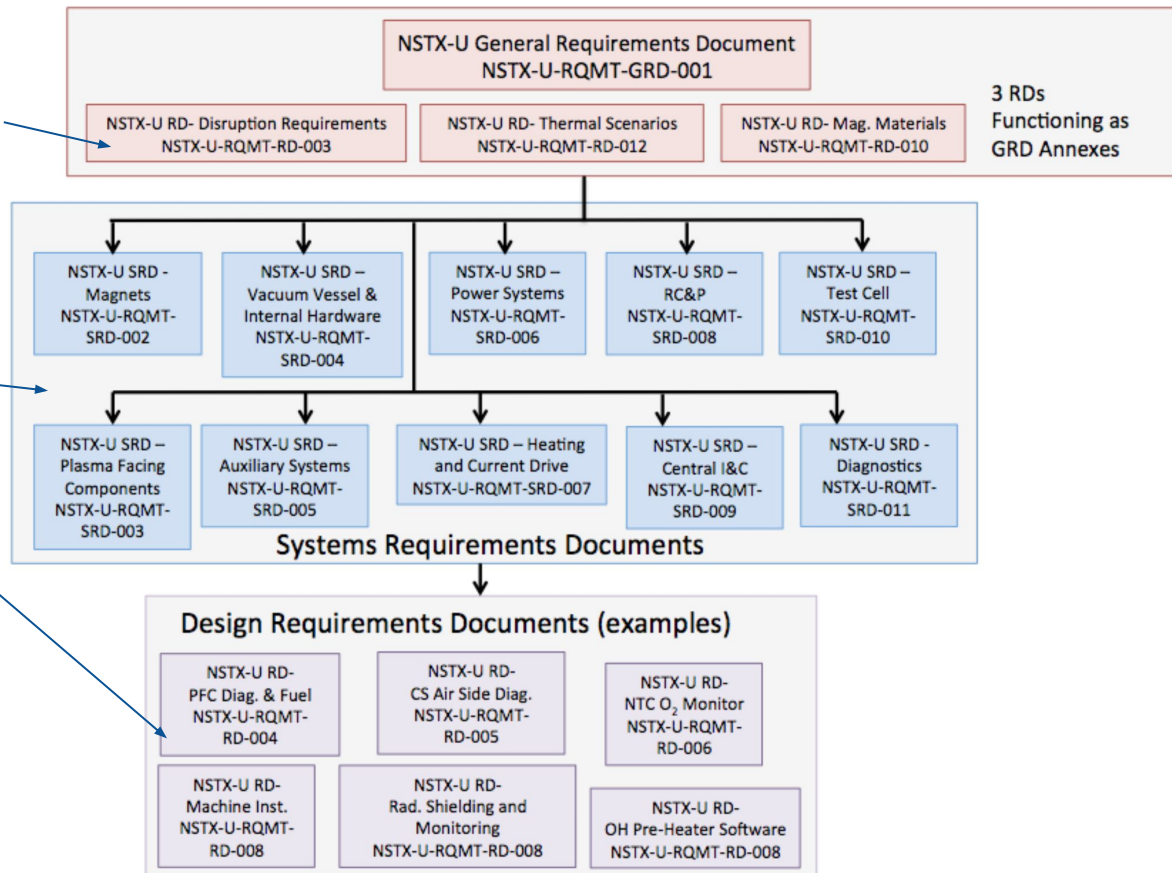 NSTX-U General Requirements Document
NSTX-U-RQMT-GRD-001
NSTX-U RD- Disruption Requirements
NSTX-U-RQMT-RD-003
NSTX-U RD- Thermal Scenarios
NSTX-U-RQMT-RD-012
NSTX-U RD- Mag. Materials
NSTX-U-RQMT-RD-010
3 RDs
Functioning as
GRD Annexes
NSTX-U SRD -
Magnets
NSTX-U-RQMT-
SRD-002
NSTX-U SRD –
Vacuum Vessel &
Internal Hardware
NSTX-U-RQMT-
SRD-004
NSTX-U SRD –
Power Systems
NSTX-U-RQMT-
SRD-006
NSTX-U SRD –
RC&P
NSTX-U-RQMT-
SRD-008
NSTX-U SRD –
Test Cell
NSTX-U-RQMT-
SRD-010
NSTX-U SRD –
Plasma Facing
Components
NSTX-U-RQMT-
SRD-003
NSTX-U SRD –
Auxiliary Systems
NSTX-U-RQMT-
SRD-005
NSTX-U SRD – Heating
and Current Drive
NSTX-U-RQMT-SRD-007
NSTX-U SRD –
Central I&C
NSTX-U-RQMT-
SRD-009
NSTX-U SRD -
Diagnostics
NSTX-U-RQMT-
SRD-011
Systems Requirements Documents
Design Requirements Documents (examples)
NSTX-U RD-
PFC Diag. & Fuel
NSTX-U-RQMT-
RD-004
NSTX-U RD-
CS Air Side Diag.
NSTX-U-RQMT-
RD-005
NSTX-U RD-
NTC O₂ Monitor
NSTX-U-RQMT-
RD-006
NSTX-U RD-
Machine Inst.
NSTX-U-RQMT-
RD-008
NSTX-U RD-
Rad. Shielding and
Monitoring
NSTX-U-RQMT-RD-008
NSTX-U RD-
OH Pre-Heater Software
NSTX-U-RQMT-RD-008